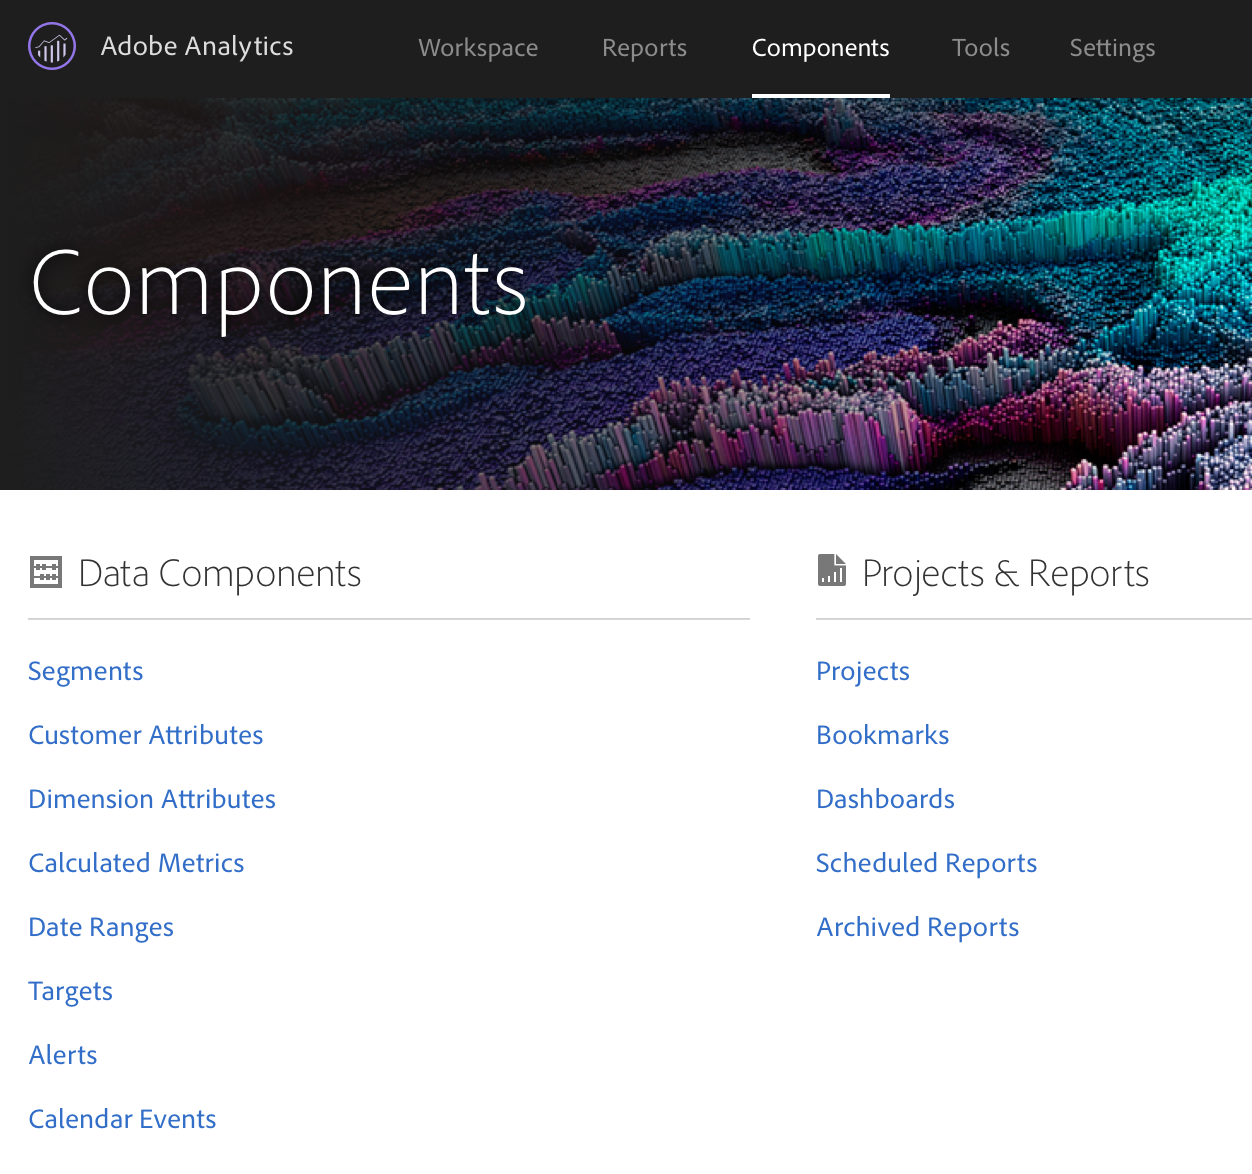 Adobe Analytics
Workspace
Reports
Components
Tools
Settings
Components
Data Components
Segments
Customer Attributes
Dimension Attributes
Calculated Metrics
Date Ranges
Targets
Alerts
Calendar Events
Projects & Reports
Projects
Bookmarks
Dashboards
Scheduled Reports
Archived Reports